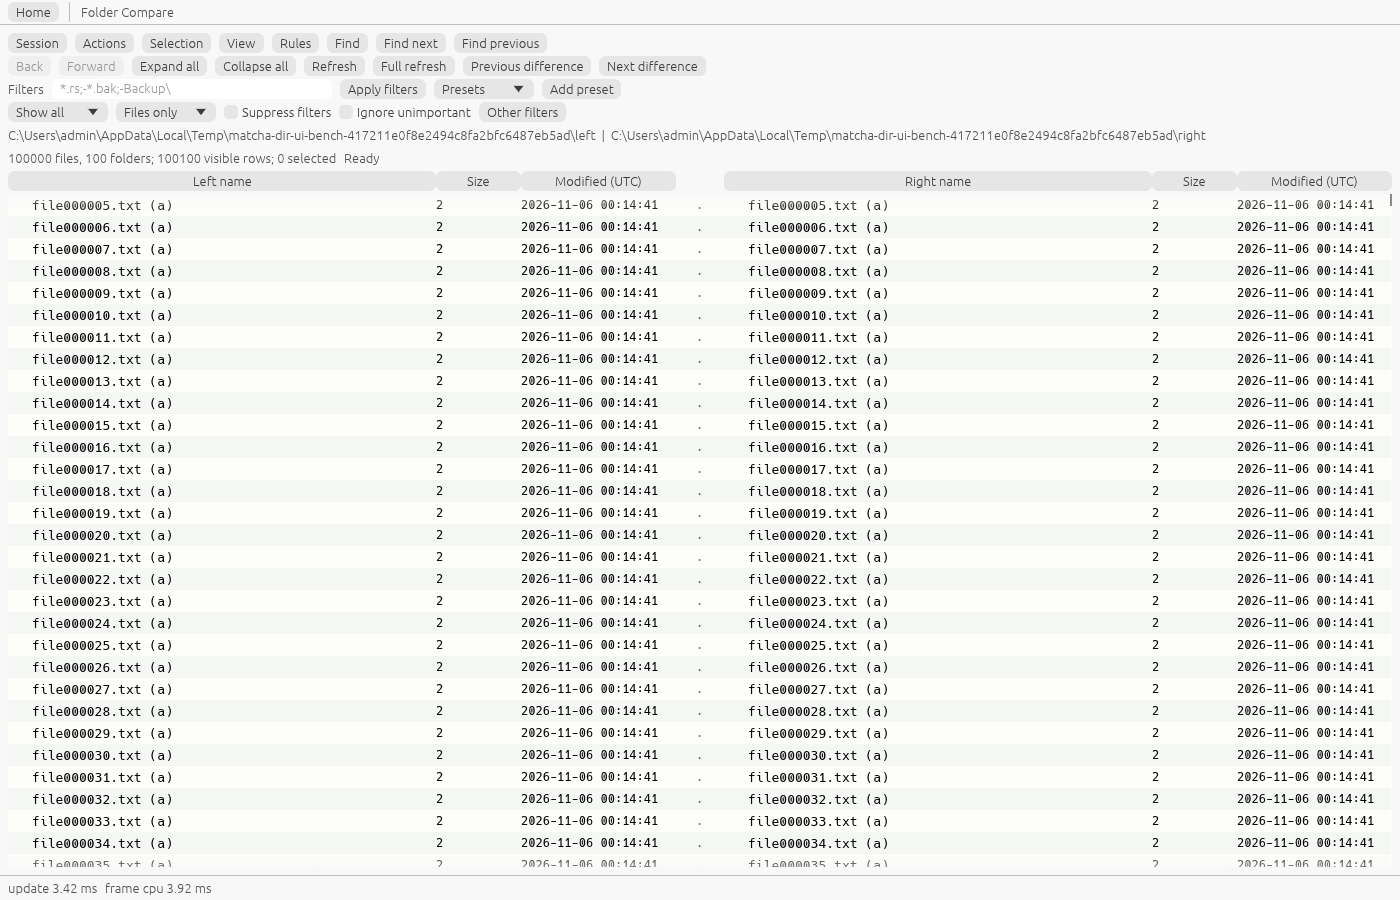 Home Folder Compare
Session Actions Selection View Rules Find Find next Find previous
Back Forward Expand all Collapse all Refresh Full refresh Previous difference Next difference
Filters *.rs;-*.bak;-Backup\ Apply filters Presets Add preset
Show all Files only Suppress filters Ignore unimportant Other filters
C:\Users\admin\AppData\Local\Temp\matcha-dir-ui-bench-417211e0f8e2494c8fa2bfc6487eb5ad\left | C:\Users\admin\AppData\Local\Temp\matcha-dir-ui-bench-417211e0f8e2494c8fa2bfc6487eb5ad\right
100000 files, 100 folders; 100100 visible rows; 0 selected Ready
Left name Size Modified (UTC) Right name Size Modified (UTC)
file000005.txt (a) 2 2026-11-06 00:14:41 . file000005.txt (a) 2 2026-11-06 00:14:41
file000006.txt (a) 2 2026-11-06 00:14:41 . file000006.txt (a) 2 2026-11-06 00:14:41
file000007.txt (a) 2 2026-11-06 00:14:41 . file000007.txt (a) 2 2026-11-06 00:14:41
file000008.txt (a) 2 2026-11-06 00:14:41 . file000008.txt (a) 2 2026-11-06 00:14:41
file000009.txt (a) 2 2026-11-06 00:14:41 . file000009.txt (a) 2 2026-11-06 00:14:41
file000010.txt (a) 2 2026-11-06 00:14:41 . file000010.txt (a) 2 2026-11-06 00:14:41
file000011.txt (a) 2 2026-11-06 00:14:41 . file000011.txt (a) 2 2026-11-06 00:14:41
file000012.txt (a) 2 2026-11-06 00:14:41 . file000012.txt (a) 2 2026-11-06 00:14:41
file000013.txt (a) 2 2026-11-06 00:14:41 . file000013.txt (a) 2 2026-11-06 00:14:41
file000014.txt (a) 2 2026-11-06 00:14:41 . file000014.txt (a) 2 2026-11-06 00:14:41
file000015.txt (a) 2 2026-11-06 00:14:41 . file000015.txt (a) 2 2026-11-06 00:14:41
file000016.txt (a) 2 2026-11-06 00:14:41 . file000016.txt (a) 2 2026-11-06 00:14:41
file000017.txt (a) 2 2026-11-06 00:14:41 . file000017.txt (a) 2 2026-11-06 00:14:41
file000018.txt (a) 2 2026-11-06 00:14:41 . file000018.txt (a) 2 2026-11-06 00:14:41
file000019.txt (a) 2 2026-11-06 00:14:41 . file000019.txt (a) 2 2026-11-06 00:14:41
file000020.txt (a) 2 2026-11-06 00:14:41 . file000020.txt (a) 2 2026-11-06 00:14:41
file000021.txt (a) 2 2026-11-06 00:14:41 . file000021.txt (a) 2 2026-11-06 00:14:41
file000022.txt (a) 2 2026-11-06 00:14:41 . file000022.txt (a) 2 2026-11-06 00:14:41
file000023.txt (a) 2 2026-11-06 00:14:41 . file000023.txt (a) 2 2026-11-06 00:14:41
file000024.txt (a) 2 2026-11-06 00:14:41 . file000024.txt (a) 2 2026-11-06 00:14:41
file000025.txt (a) 2 2026-11-06 00:14:41 . file000025.txt (a) 2 2026-11-06 00:14:41
file000026.txt (a) 2 2026-11-06 00:14:41 . file000026.txt (a) 2 2026-11-06 00:14:41
file000027.txt (a) 2 2026-11-06 00:14:41 . file000027.txt (a) 2 2026-11-06 00:14:41
file000028.txt (a) 2 2026-11-06 00:14:41 . file000028.txt (a) 2 2026-11-06 00:14:41
file000029.txt (a) 2 2026-11-06 00:14:41 . file000029.txt (a) 2 2026-11-06 00:14:41
file000030.txt (a) 2 2026-11-06 00:14:41 . file000030.txt (a) 2 2026-11-06 00:14:41
file000031.txt (a) 2 2026-11-06 00:14:41 . file000031.txt (a) 2 2026-11-06 00:14:41
file000032.txt (a) 2 2026-11-06 00:14:41 . file000032.txt (a) 2 2026-11-06 00:14:41
file000033.txt (a) 2 2026-11-06 00:14:41 . file000033.txt (a) 2 2026-11-06 00:14:41
file000034.txt (a) 2 2026-11-06 00:14:41 . file000034.txt (a) 2 2026-11-06 00:14:41
file000035.txt (a) 2 2026-11-06 00:14:41 file000035.txt (a) 2 2026-11-06 00:14:41
update 3.42 ms frame cpu 3.92 ms